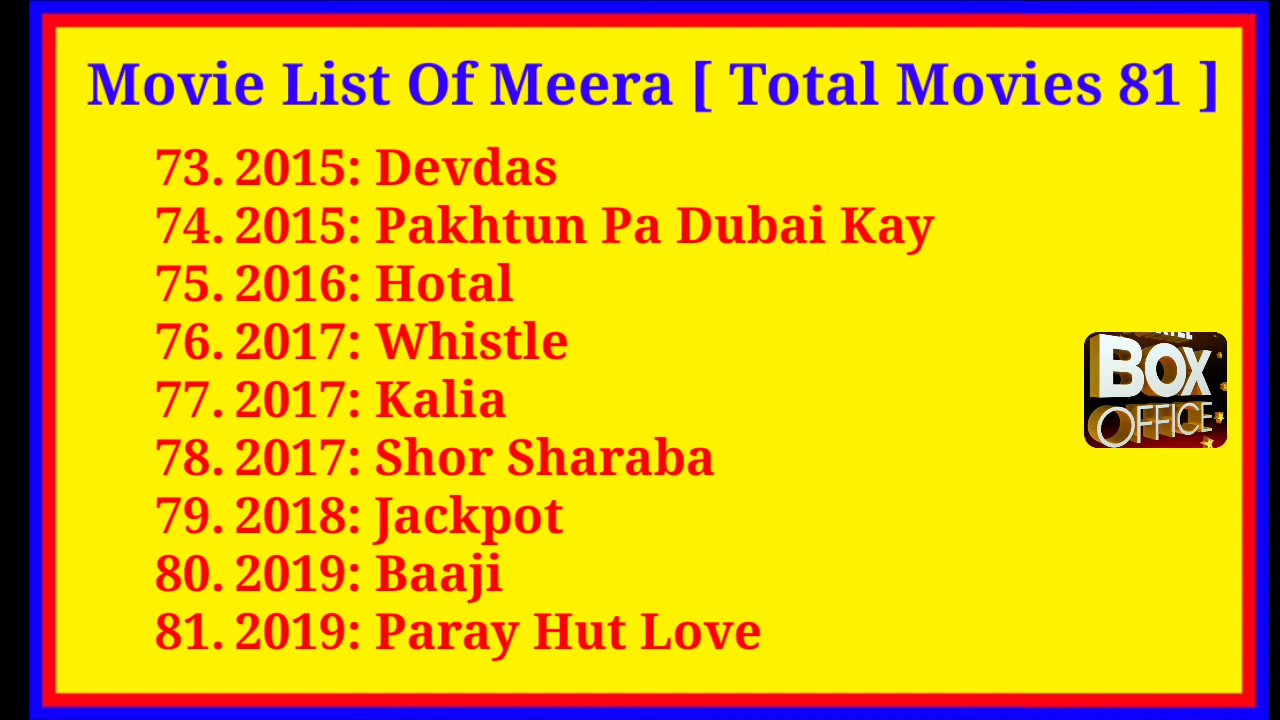 Movie List Of Meera [ Total Movies 81 ]
73. 2015: Devdas
74. 2015: Pakhtun Pa Dubai Kay
75. 2016: Hotal
76. 2017: Whistle
77. 2017: Kalia
78. 2017: Shor Sharaba
79. 2018: Jackpot
80. 2019: Baaji
81. 2019: Paray Hut Love
BOX
OFFICE